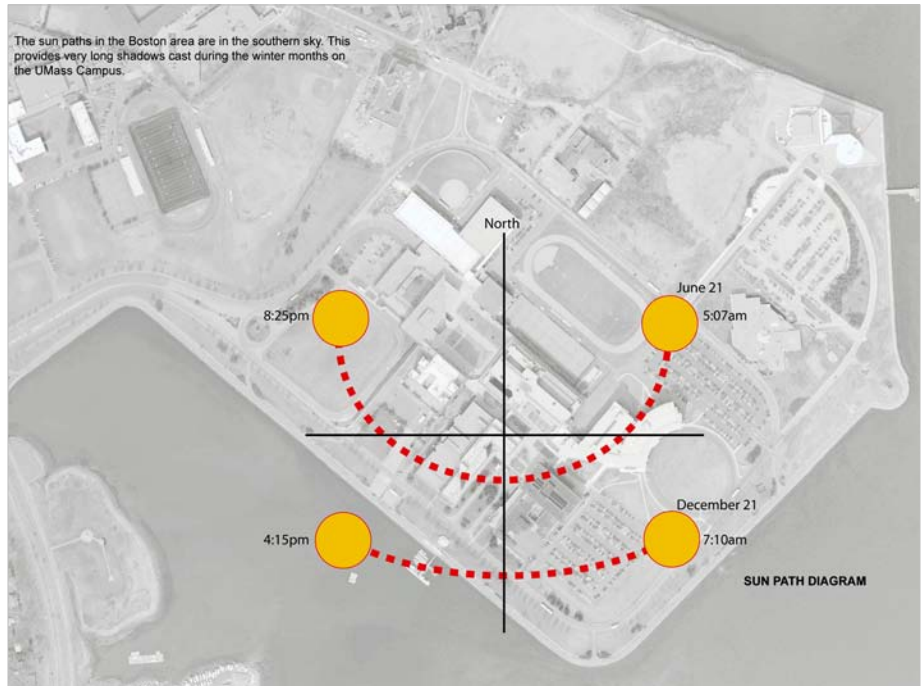 The sun paths in the Boston area are in the southern sky. This
provides very long shadows cast during the winter months on
the UMass Campus.
North
June 21
8:25pm
5:07am
December 21
4:15pm
7:10am
SUN PATH DIAGRAM